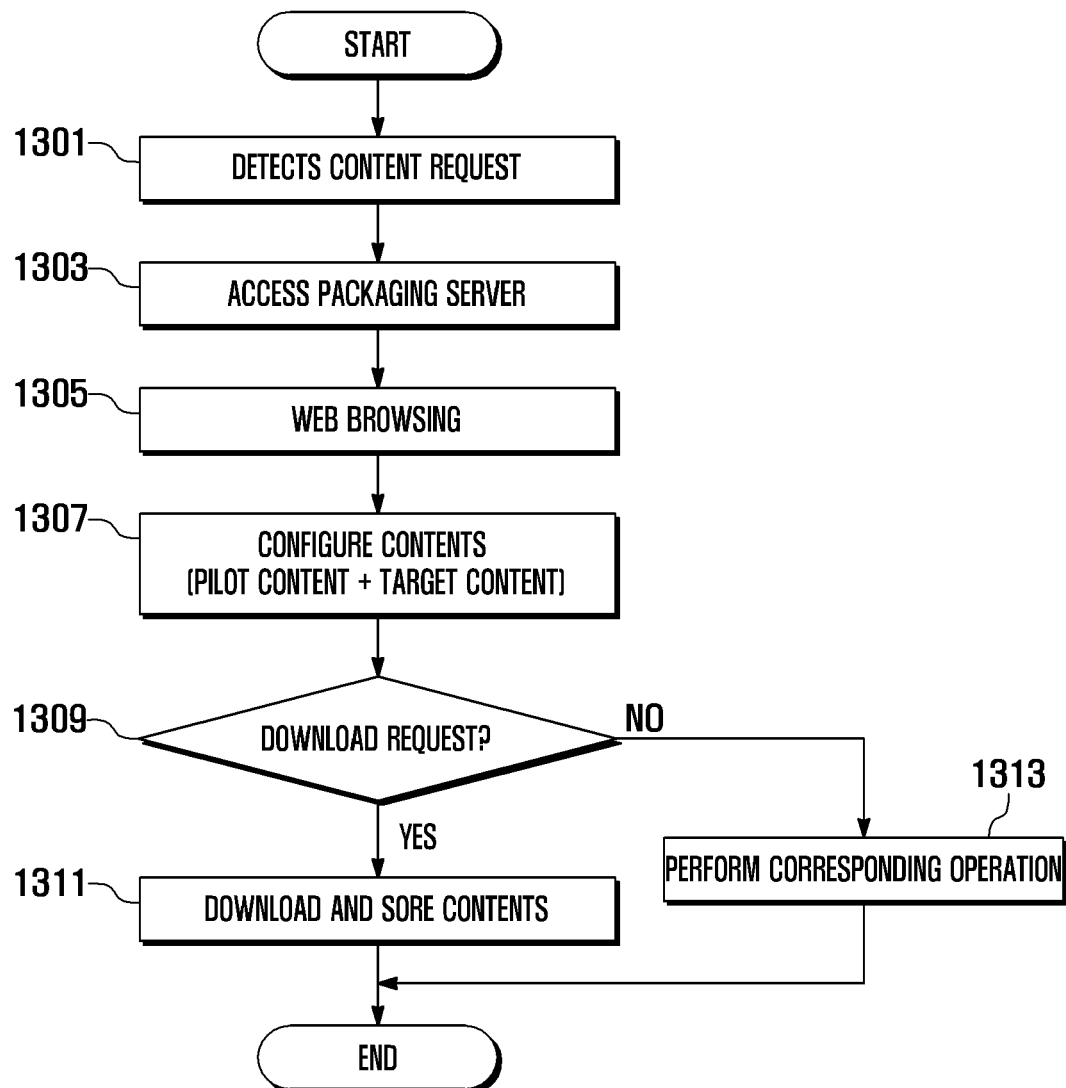 START
1301
DETECTS CONTENT REQUEST
1303
ACCESS PACKAGING SERVER
1305
WEB BROWSING
1307
CONFIGURE CONTENTS
(PILOT CONTENT + TARGET CONTENT)
1309
DOWNLOAD REQUEST?
NO
1313
YES
PERFORM CORRESPONDING OPERATION
1311
DOWNLOAD AND SORE CONTENTS
END